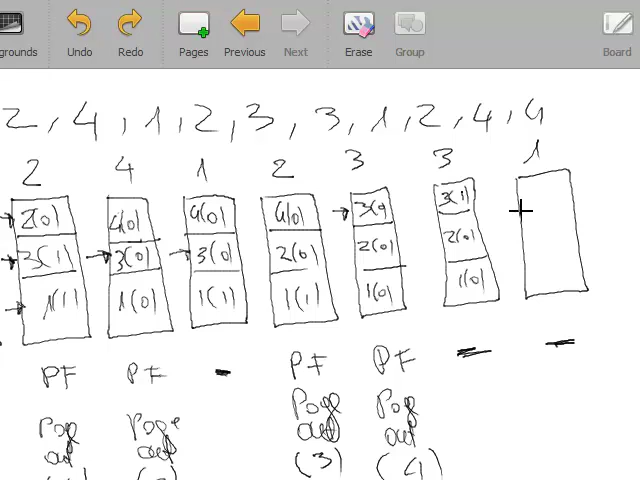 grounds Undo Redo Pages Previous Next Erase Group Board
2, 4, 1, 2, 3, 3, 1, 2, 4, 4
2 4 1 2 3 3 1
2(0) 4(0) 4(0) 4(0) 3(0) 3(1)
3(1) 3(0) 3(0) 2(0) 2(0) 2(0)
1(1) 1(0) 1(1) 1(1) 1(0) 1(0)
PF PF - PF PF = -
Page Page Page Page
out out out out
(3) (4)